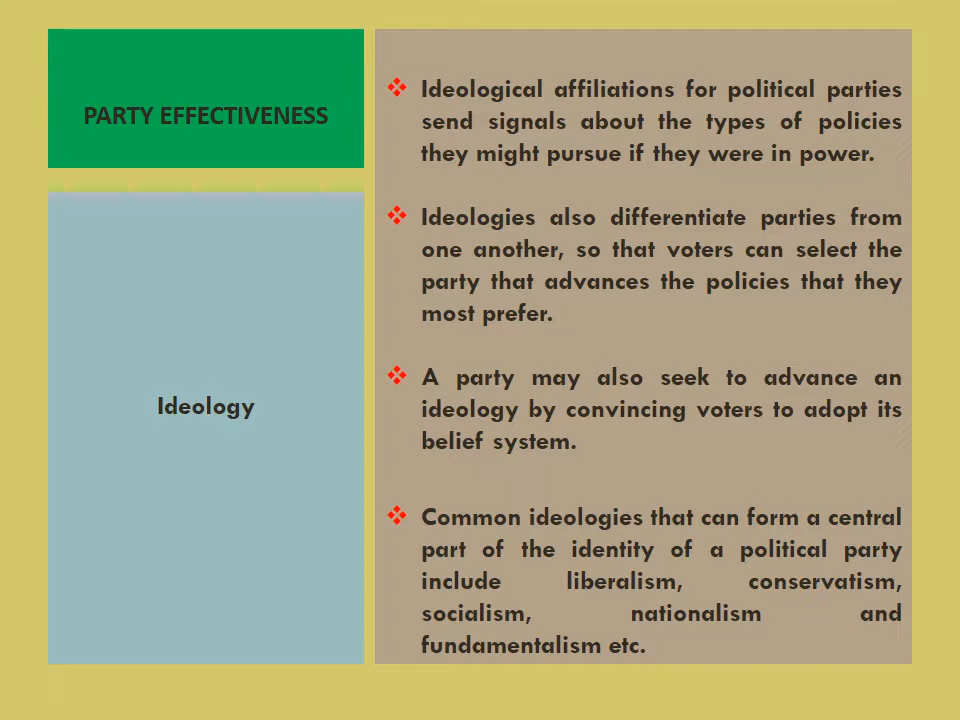 PARTY EFFECTIVENESS
Ideology
Ideological affiliations for political parties
send signals about the types of policies
they might pursue if they were in power.
Ideologies also differentiate parties from
one another, so that voters can select the
party that advances the policies that they
most prefer.
A party may also seek to advance an
ideology by convincing voters to adopt its
belief system.
Common ideologies that can form a central
part of the identity of a political party
include liberalism, conservatism,
socialism, nationalism and
fundamentalism etc.